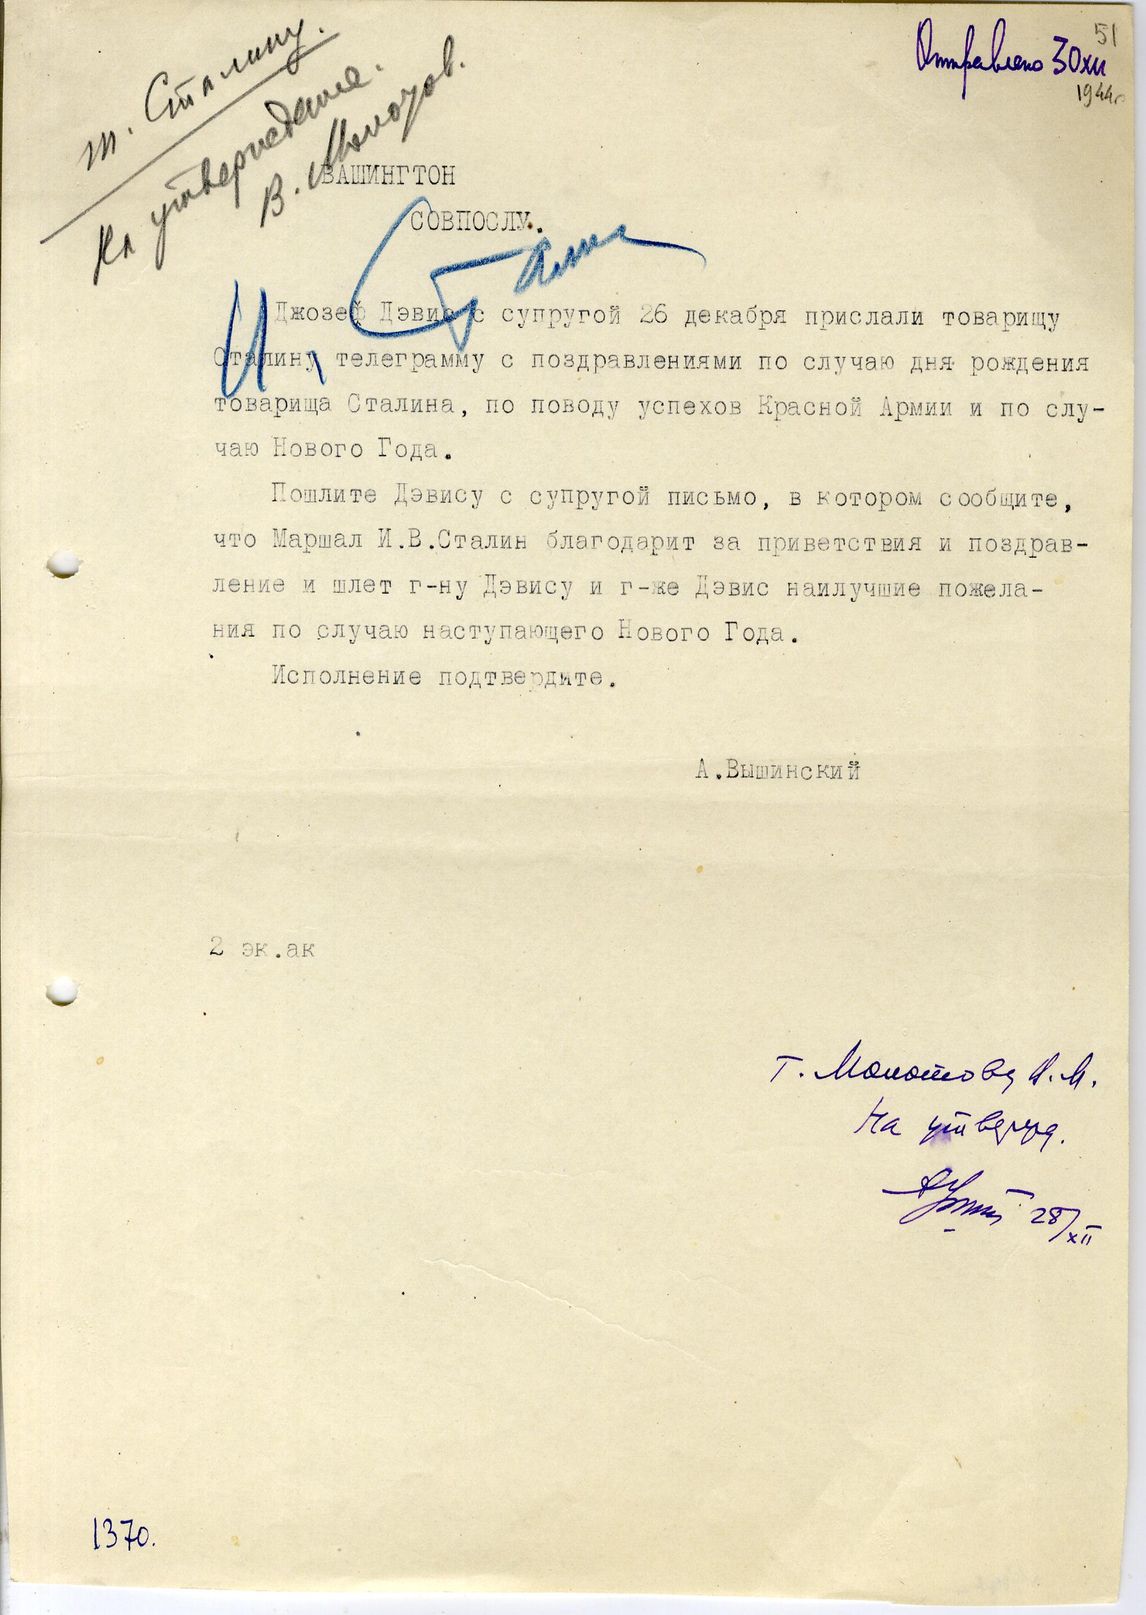 51
Отправлено 30 XII
1944г
т. Сталину.
На утверждение.
В. Молотов.
ВАШИНГТОН
СОВПОСЛУ.
И. Сталин
Джозеф Дэвис с супругой 26 декабря прислали товарищу
Сталину телеграмму с поздравлениями по случаю дня рождения
товарища Сталина, по поводу успехов Красной Армии и по слу-
чаю Нового Года.
Пошлите Дэвису с супругой письмо, в котором сообщите,
что Маршал И.В.Сталин благодарит за приветствия и поздрав-
ление и шлет г-ну Дэвису и г-же Дэвис наилучшие пожела-
ния по случаю наступающего Нового Года.
Исполнение подтвердите.
А.Вышинский
2 эк.ак
Т. Молотову В.М.
На утвержд.
28/XII
1370.